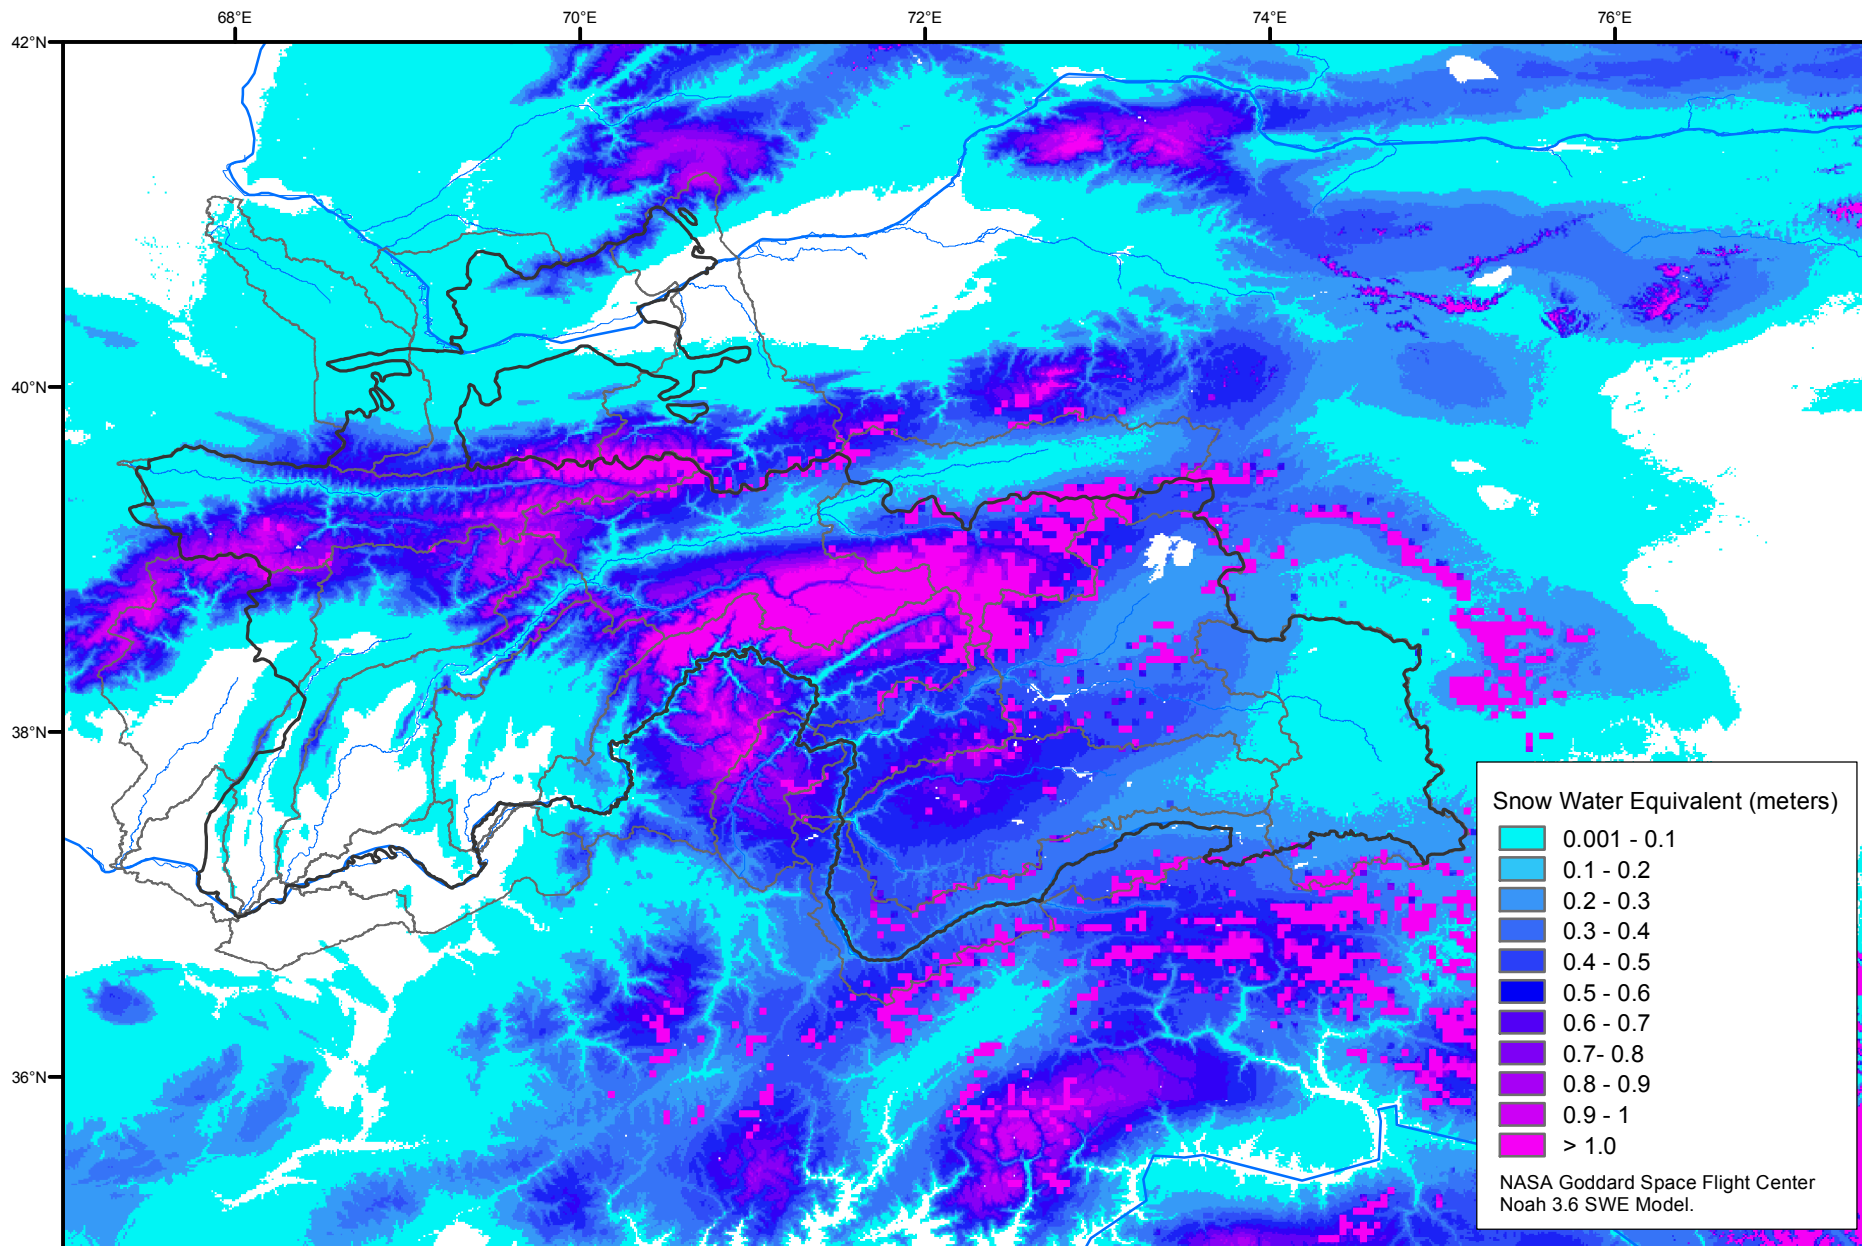 68°E 70°E 72°E 74°E 76°E
42°N
40°N
38°N
36°N
Snow Water Equivalent (meters)
0.001 - 0.1
0.1 - 0.2
0.2 - 0.3
0.3 - 0.4
0.4 - 0.5
0.5 - 0.6
0.6 - 0.7
0.7- 0.8
0.8 - 0.9
0.9 - 1
> 1.0
NASA Goddard Space Flight Center
Noah 3.6 SWE Model.